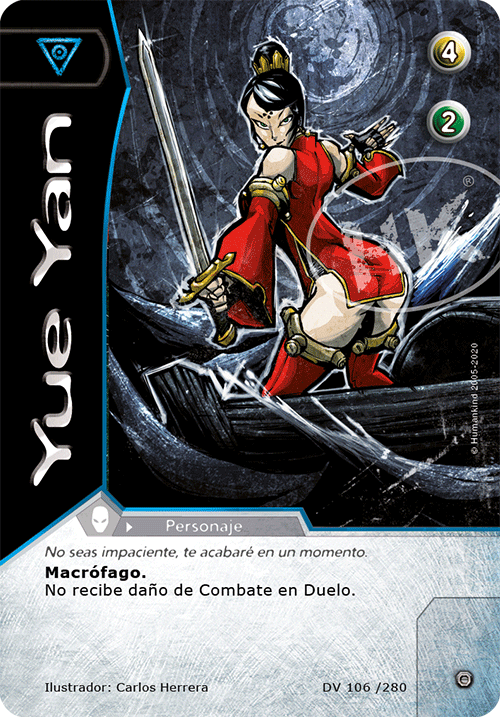 4
2
Yue Yan
HK
®
© Humankind 2005-2020
Personaje
No seas impaciente, te acabaré en un momento.
Macrófago.
No recibe daño de Combate en Duelo.
Ilustrador: Carlos Herrera
DV 106 /280